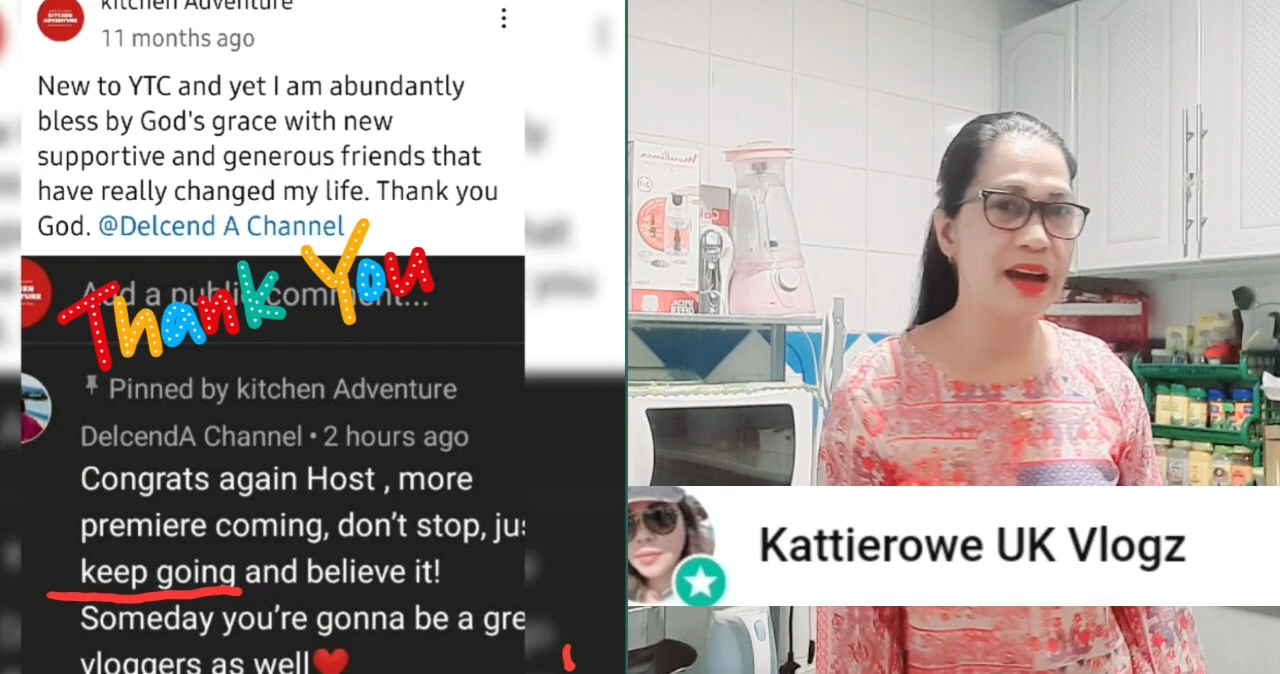 kitchen Adventure
11 months ago
New to YTC and yet I am abundantly
bless by God's grace with new
supportive and generous friends that
have really changed my life. Thank you
God. @Delcend A Channel
Thank You
Add a public comment...
Pinned by kitchen Adventure
DelcendA Channel • 2 hours ago
Congrats again Host , more
premiere coming, don't stop, jus
keep going and believe it!
Someday you're gonna be a gre
vloggers as well❤️
KITCHEN
ADVENTURE
Moulinex
Kattierowe UK Vlogz